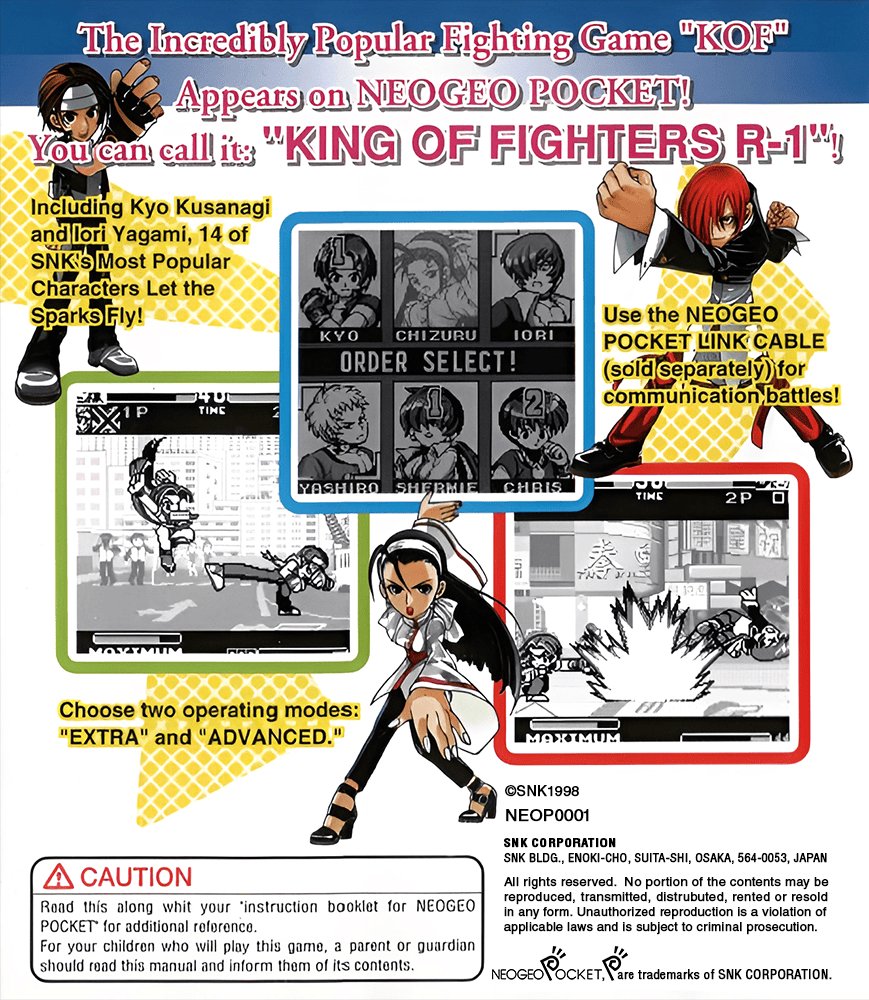 The Incredibly Popular Fighting Game "KOF"
Appears on NEOGEO POCKET!
You can call it: "KING OF FIGHTERS R-1"!
Including Kyo Kusanagi
and Iori Yagami, 14 of
SNK's Most Popular
Characters Let the
Sparks Fly!
KYO CHIZURU IORI
ORDER SELECT!
YASHIRO SHERMIE CHRIS
1
1
2
Use the NEOGEO
POCKET LINK CABLE
(sold separately) for
communication battles!
40
1P TIME 2
MAXIMUM
TIME
2P
MAXIMUM
Choose two operating modes:
"EXTRA" and "ADVANCED."
©SNK1998
NEOP0001
SNK CORPORATION
SNK BLDG., ENOKI-CHO, SUITA-SHI, OSAKA, 564-0053, JAPAN
All rights reserved. No portion of the contents may be
reproduced, transmitted, distrubuted, rented or resold
in any form. Unauthorized reproduction is a violation of
applicable laws and is subject to criminal prosecution.
NEOGEO POCKET, P are trademarks of SNK CORPORATION.
CAUTION
Read this along whit your "instruction booklet for NEOGEO
POCKET" for additional reference.
For your children who will play this game, a parent or guardian
should read this manual and inform them of its contents.